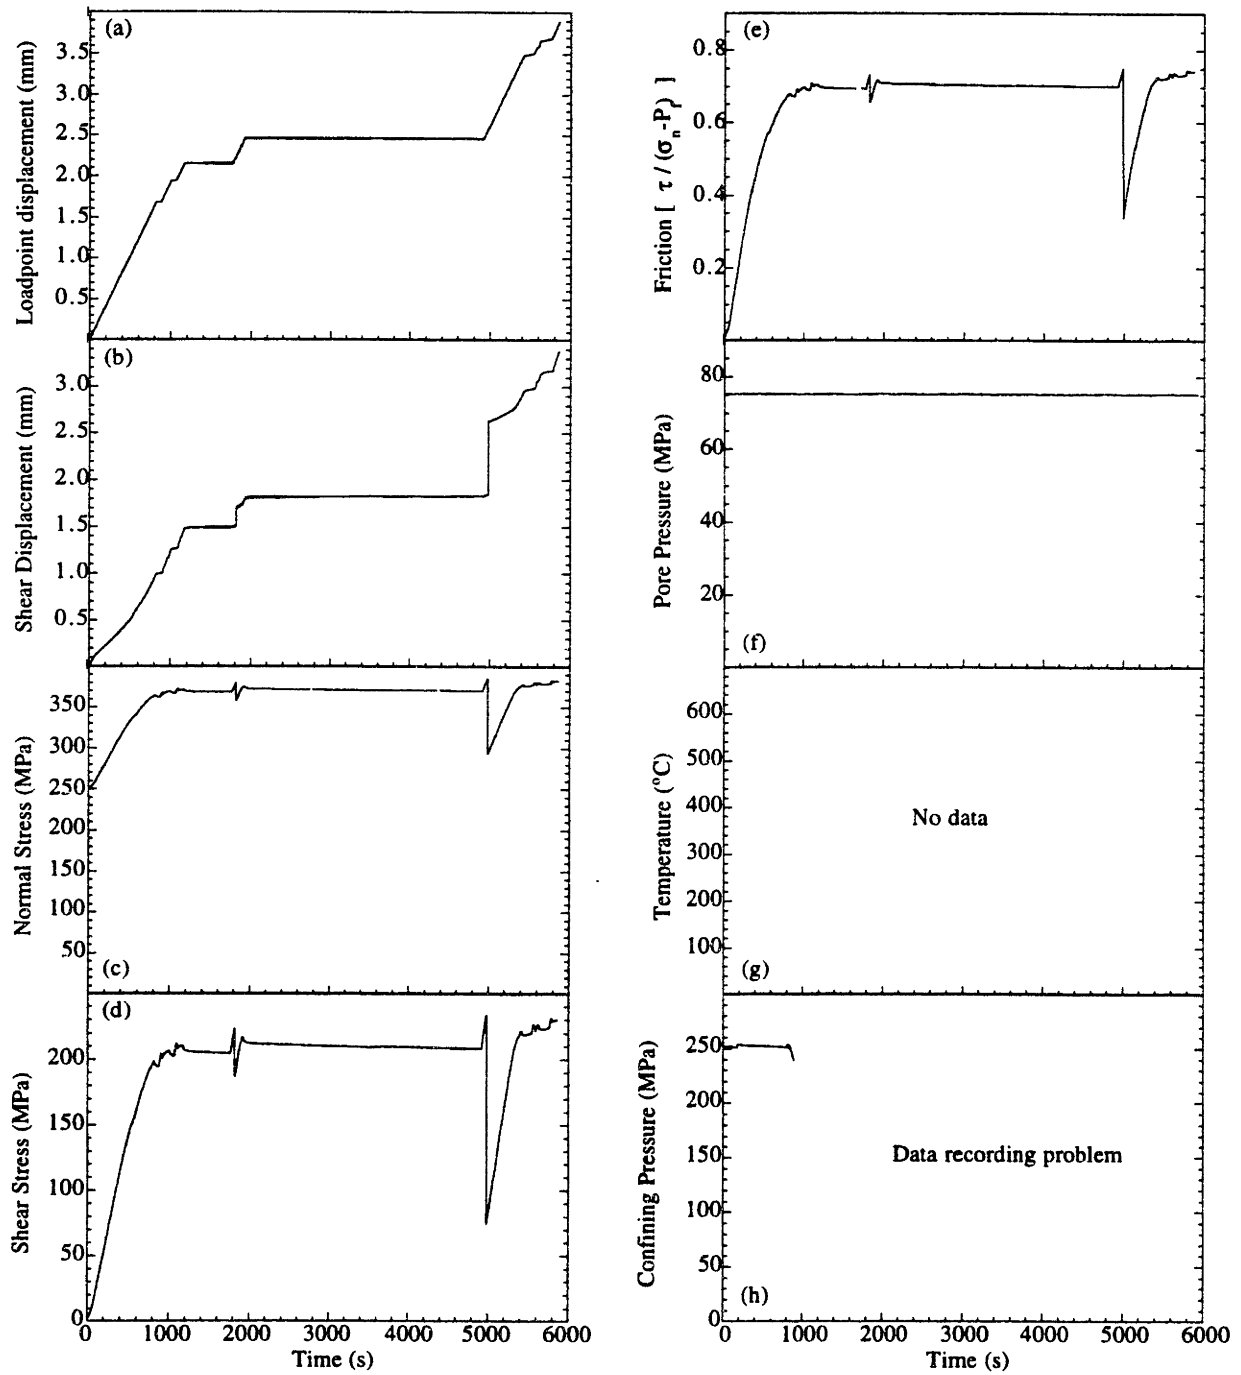 (a)
Loadpoint displacement (mm)
3.5
3.0
2.5
2.0
1.5
1.0
0.5
(b)
Shear Displacement (mm)
3.0
2.5
2.0
1.5
1.0
0.5
Normal Stress (MPa)
350
300
250
200
150
100
50
(c)
(d)
Shear Stress (MPa)
200
150
100
50
0
0 1000 2000 3000 4000 5000 6000
Time (s)
(e)
Friction [ τ / (σn-Pf) ]
0.8
0.6
0.4
0.2
Pore Pressure (MPa)
80
60
40
20
(f)
Temperature (°C)
600
500
400
300
200
100
No data
(g)
Confining Pressure (MPa)
250
200
150
100
50
0
Data recording problem
(h)
0 1000 2000 3000 4000 5000 6000
Time (s)